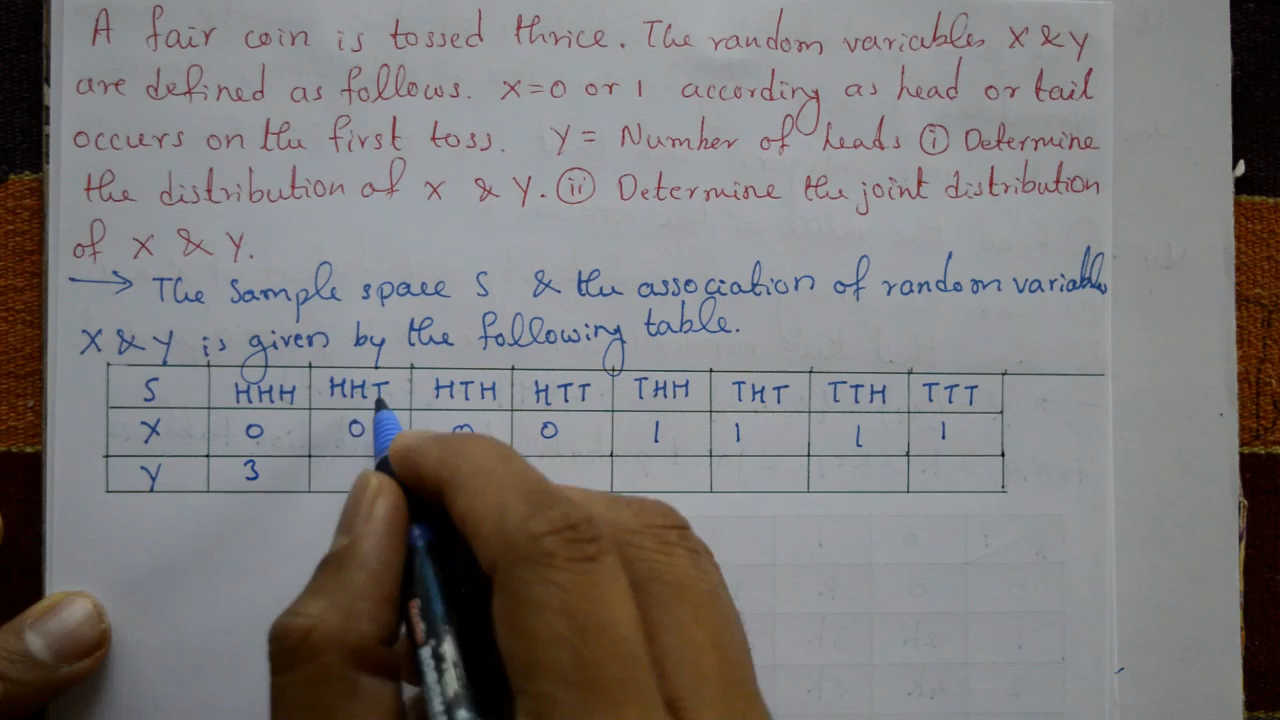 A fair coin is tossed thrice. The random variables X & Y
are defined as follows. X=0 or 1 according as head or tail
occurs on the first toss. Y = Number of heads (i) Determine
the distribution of X & Y. (ii) Determine the joint distribution
of X & Y.
→ The Sample space S & the association of random variables
X & Y is given by the following table.
S HHH HHT HTH HTT THH THT TTH TTT
X 0 0 0 0 1 1 1 1
Y 3